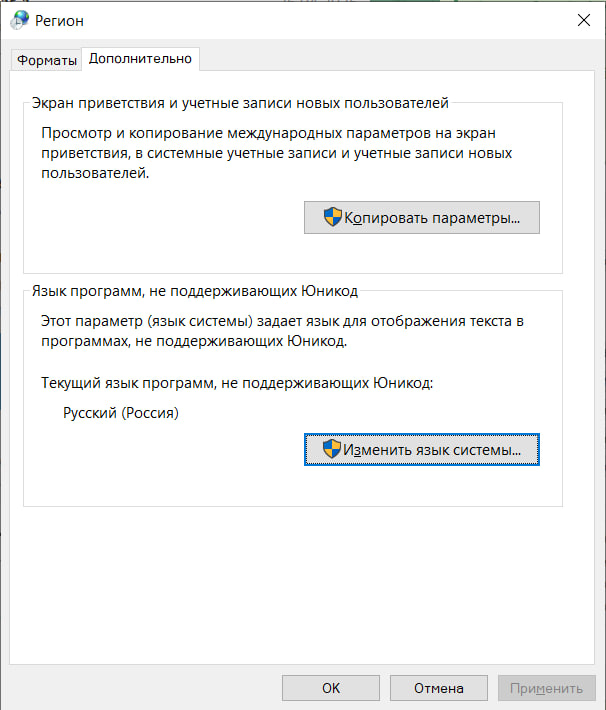 Регион
Форматы
Дополнительно
Экран приветствия и учетные записи новых пользователей
Просмотр и копирование международных параметров на экран
приветствия, в системные учетные записи и учетные записи новых
пользователей.
Копировать параметры...
Язык программ, не поддерживающих Юникод
Этот параметр (язык системы) задает язык для отображения текста в
программах, не поддерживающих Юникод.
Текущий язык программ, не поддерживающих Юникод:
Русский (Россия)
Изменить язык системы...
ОК
Отмена
Применить